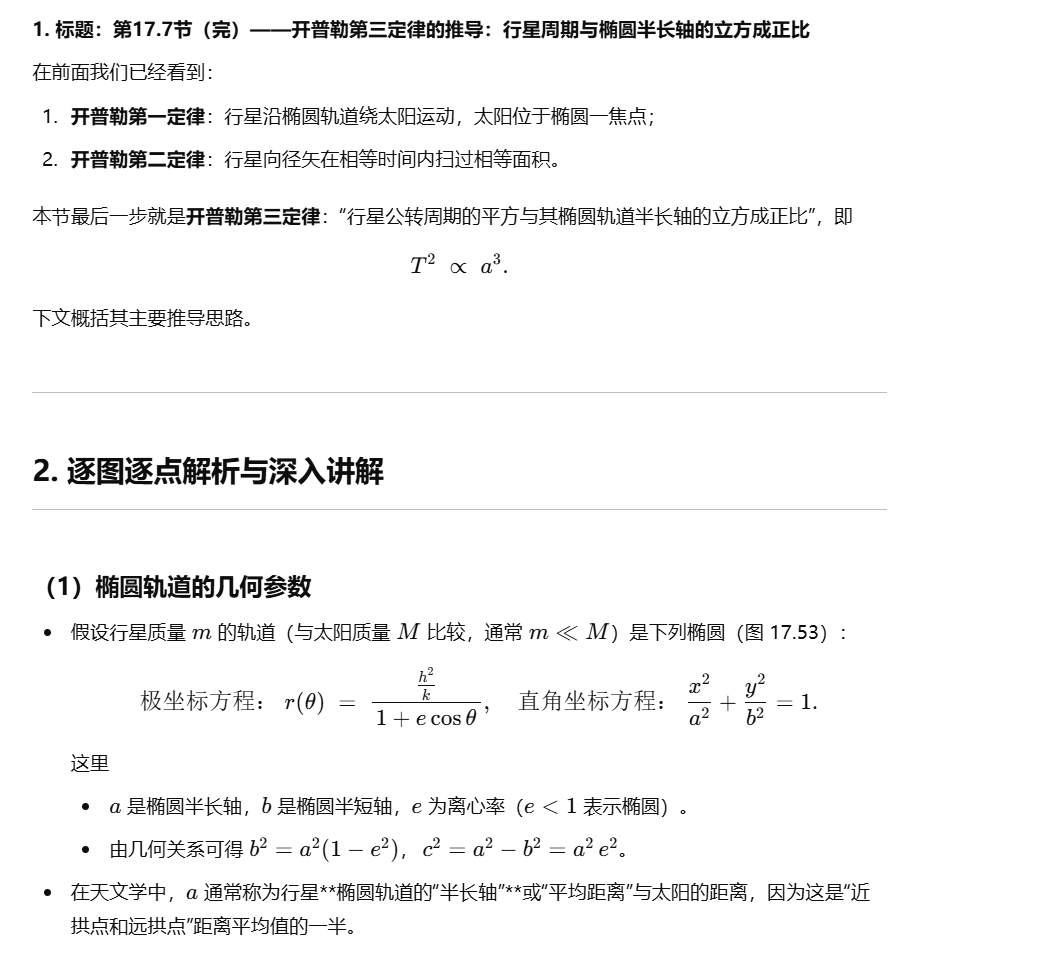 1. 标题：第17.7节（完）——开普勒第三定律的推导：行星周期与椭圆半长轴的立方成正比
在前面我们已经看到：
1. 开普勒第一定律：行星沿椭圆轨道绕太阳运动，太阳位于椭圆一焦点；
2. 开普勒第二定律：行星向径矢在相等时间内扫过相等面积。
本节最后一步就是开普勒第三定律：“行星公转周期的平方与其椭圆轨道半长轴的立方成正比”，即
T² ∝ a³.
下文概括其主要推导思路。
2. 逐图逐点解析与深入讲解
（1）椭圆轨道的几何参数
• 假设行星质量 m 的轨道（与太阳质量 M 比较，通常 m ≪ M）是下列椭圆（图 17.53）：
极坐标方程： r(θ) = (h²/k)/(1 + e cos θ), 直角坐标方程： x²/a² + y²/b² = 1.
这里
• a 是椭圆半长轴，b 是椭圆半短轴，e 为离心率（e < 1 表示椭圆）。
• 由几何关系可得 b² = a²(1 − e²)，c² = a² − b² = a² e²。
• 在天文学中，a 通常称为行星**椭圆轨道的“半长轴”**或“平均距离”与太阳的距离，因为这是“近
拱点和远拱点”距离平均值的一半。